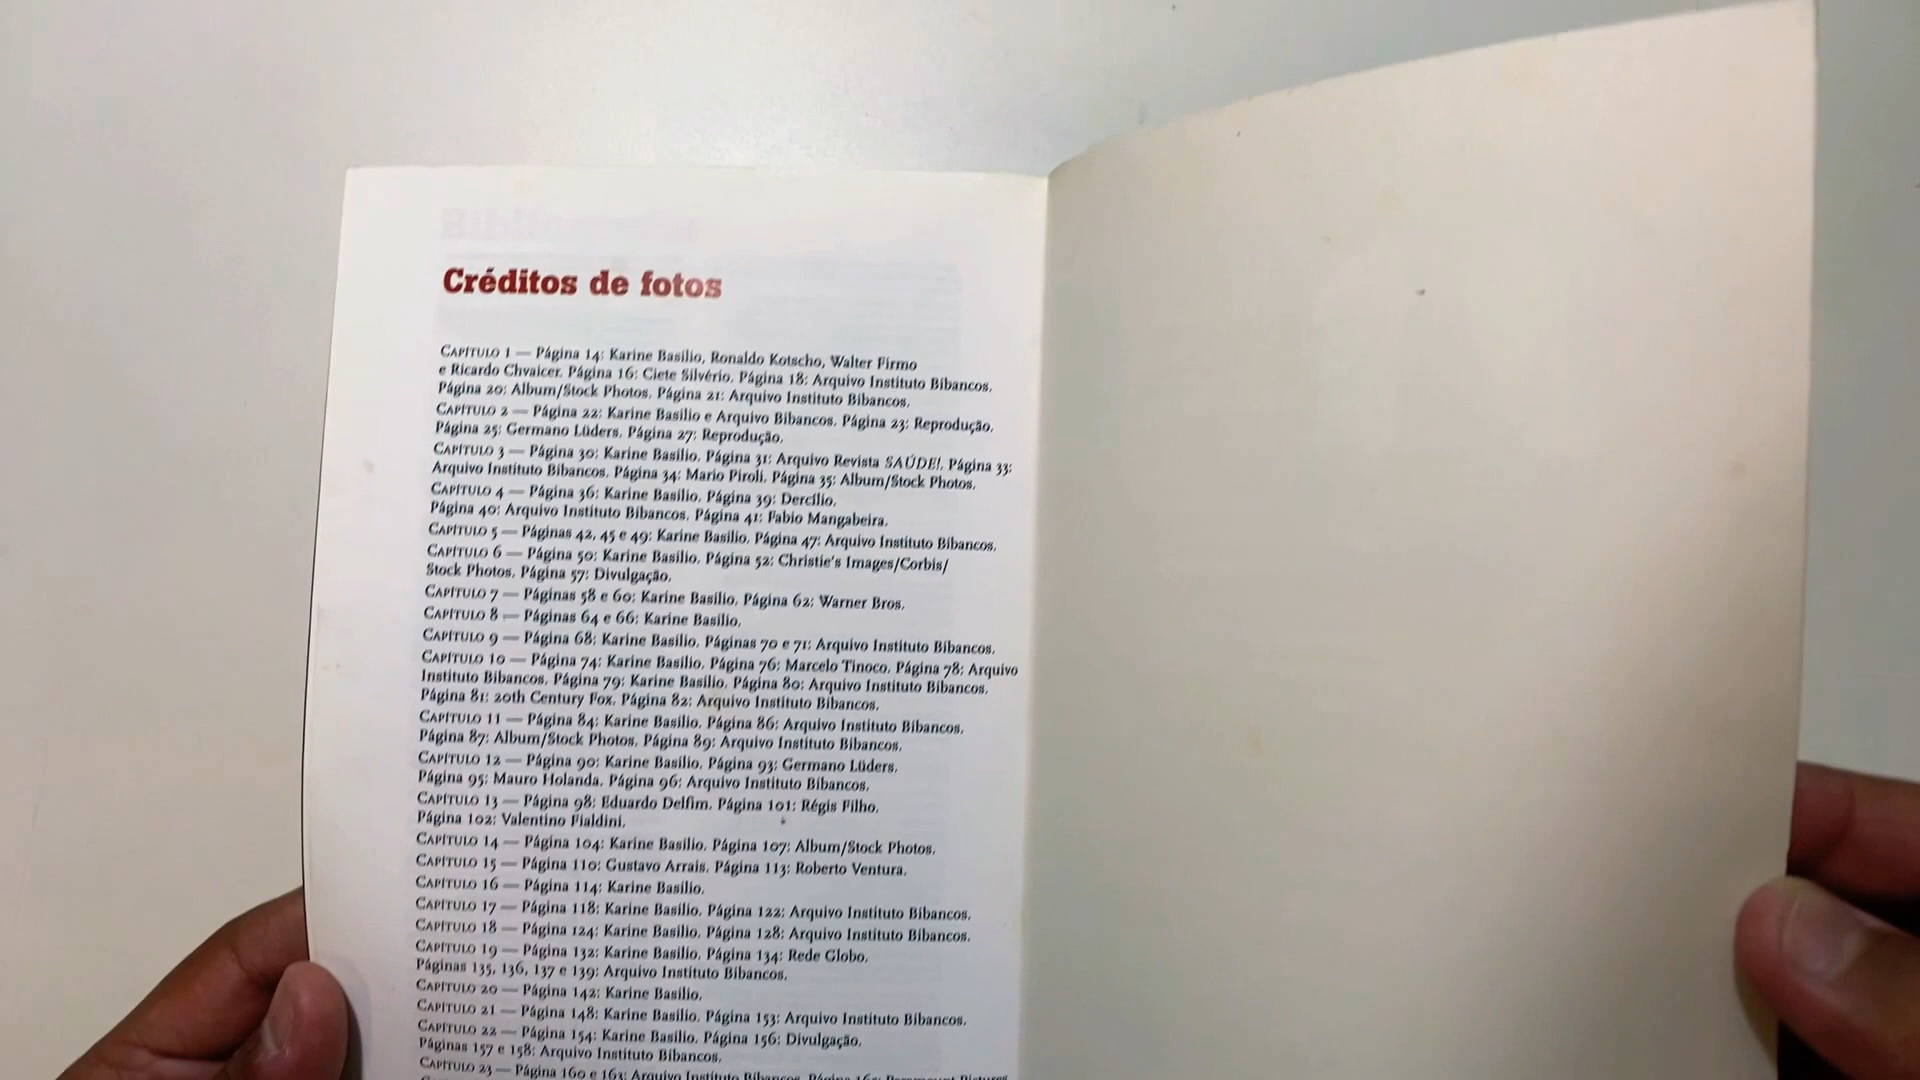 Créditos de fotos
CAPÍTULO 1 — Página 14: Karine Basilio, Ronaldo Kotscho, Walter Firmo
e Ricardo Chvaicer. Página 16: Ciete Silvério. Página 18: Arquivo Instituto Bibancos.
Página 20: Album/Stock Photos. Página 21: Arquivo Instituto Bibancos.
CAPÍTULO 2 — Página 22: Karine Basilio e Arquivo Bibancos. Página 23: Reprodução.
Página 25: Germano Lüders. Página 27: Reprodução.
CAPÍTULO 3 — Página 30: Karine Basilio. Página 31: Arquivo Revista SAÚDE!. Página 33:
Arquivo Instituto Bibancos. Página 34: Mario Piroli. Página 35: Album/Stock Photos.
CAPÍTULO 4 — Página 36: Karine Basilio. Página 39: Dercílio.
Página 40: Arquivo Instituto Bibancos. Página 41: Fabio Mangabeira.
CAPÍTULO 5 — Páginas 42, 45 e 49: Karine Basilio. Página 47: Arquivo Instituto Bibancos.
CAPÍTULO 6 — Página 50: Karine Basilio. Página 52: Christie's Images/Corbis/
Stock Photos. Página 57: Divulgação.
CAPÍTULO 7 — Páginas 58 e 60: Karine Basilio. Página 62: Warner Bros.
CAPÍTULO 8 — Páginas 64 e 66: Karine Basilio.
CAPÍTULO 9 — Página 68: Karine Basilio. Páginas 70 e 71: Arquivo Instituto Bibancos.
CAPÍTULO 10 — Página 74: Karine Basilio. Página 76: Marcelo Tinoco. Página 78: Arquivo
Instituto Bibancos. Página 79: Karine Basilio. Página 80: Arquivo Instituto Bibancos.
Página 81: 20th Century Fox. Página 82: Arquivo Instituto Bibancos.
CAPÍTULO 11 — Página 84: Karine Basilio. Página 86: Arquivo Instituto Bibancos.
Página 87: Album/Stock Photos. Página 89: Arquivo Instituto Bibancos.
CAPÍTULO 12 — Página 90: Karine Basilio. Página 93: Germano Lüders.
Página 95: Mauro Holanda. Página 96: Arquivo Instituto Bibancos.
CAPÍTULO 13 — Página 98: Eduardo Delfim. Página 101: Régis Filho.
Página 102: Valentino Fialdini.
CAPÍTULO 14 — Página 104: Karine Basilio. Página 107: Album/Stock Photos.
CAPÍTULO 15 — Página 110: Gustavo Arrais. Página 113: Roberto Ventura.
CAPÍTULO 16 — Página 114: Karine Basilio.
CAPÍTULO 17 — Página 118: Karine Basilio. Página 122: Arquivo Instituto Bibancos.
CAPÍTULO 18 — Página 124: Karine Basilio. Página 128: Arquivo Instituto Bibancos.
CAPÍTULO 19 — Página 132: Karine Basilio. Página 134: Rede Globo.
Páginas 135, 136, 137 e 139: Arquivo Instituto Bibancos.
CAPÍTULO 20 — Página 142: Karine Basilio.
CAPÍTULO 21 — Página 148: Karine Basilio. Página 153: Arquivo Instituto Bibancos.
CAPÍTULO 22 — Página 154: Karine Basilio. Página 156: Divulgação.
Páginas 157 e 158: Arquivo Instituto Bibancos.
CAPÍTULO 23 — Página 160 e 163: Arquivo Instituto Bibancos. Página